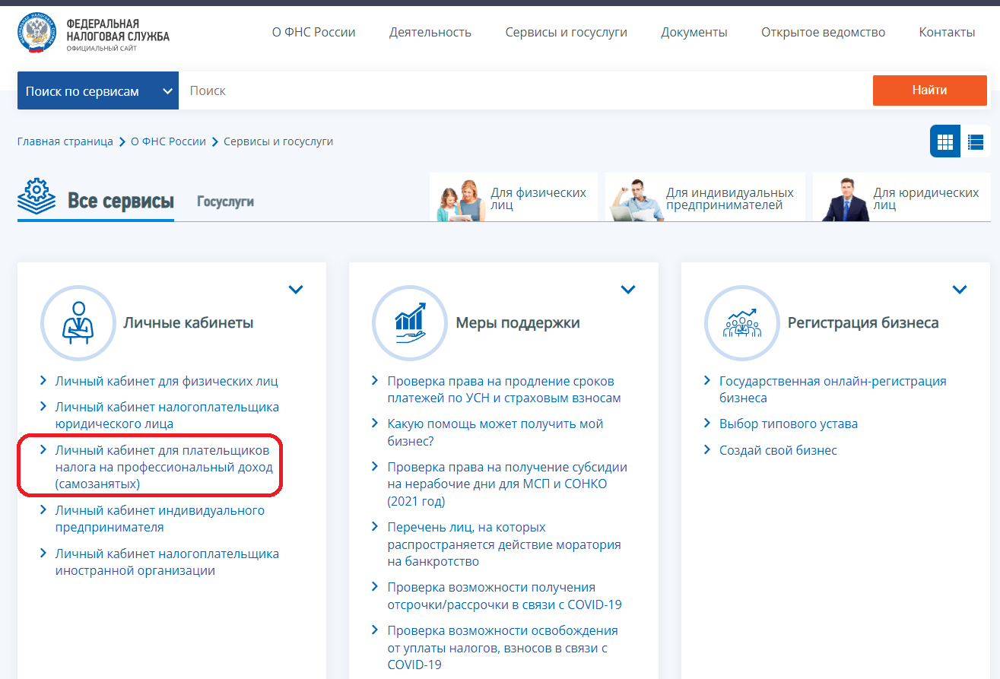 ФЕДЕРАЛЬНАЯ
НАЛОГОВАЯ СЛУЖБА
ОФИЦИАЛЬНЫЙ САЙТ
О ФНС России
Деятельность
Сервисы и госуслуги
Документы
Открытое ведомство
Контакты
Поиск по сервисам
Поиск
Найти
Главная страница
О ФНС России
Сервисы и госуслуги
Все сервисы
Госуслуги
Для физических
лиц
Для индивидуальных
предпринимателей
Для юридических
лиц
Личные кабинеты
Личный кабинет для физических лиц
Личный кабинет налогоплательщика
юридического лица
Личный кабинет для плательщиков
налога на профессиональный доход
(самозанятых)
Личный кабинет индивидуального
предпринимателя
Личный кабинет налогоплательщика
иностранной организации
Меры поддержки
Проверка права на продление сроков
платежей по УСН и страховым взносам
Какую помощь может получить мой
бизнес?
Проверка права на получение субсидии
на нерабочие дни для МСП и СОНКО
(2021 год)
Перечень лиц, на которых
распространяется действие моратория
на банкротство
Проверка возможности получения
отсрочки/рассрочки в связи с COVID-19
Проверка возможности освобождения
от уплаты налогов, взносов в связи с
COVID-19
Регистрация бизнеса
Государственная онлайн-регистрация
бизнеса
Выбор типового устава
Создай свой бизнес